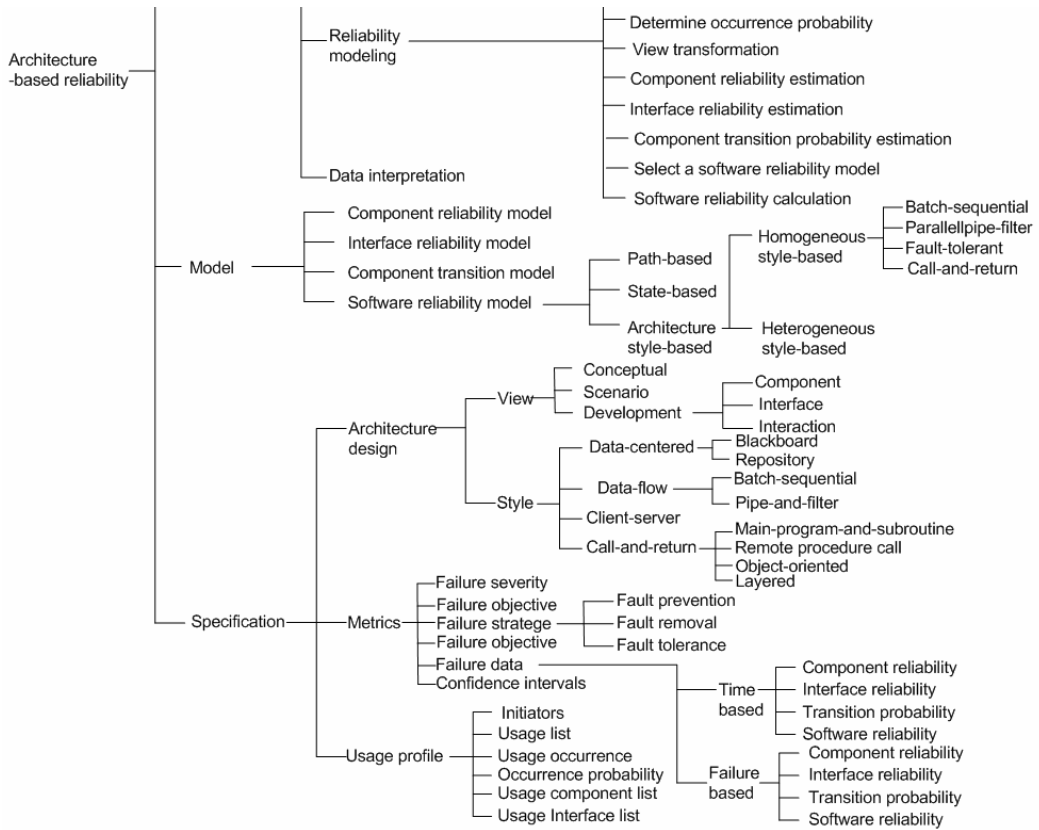 Architecture
-based reliability
Reliability
modeling
Determine occurrence probability
View transformation
Component reliability estimation
Interface reliability estimation
Component transition probability estimation
Select a software reliability model
Software reliability calculation
Data interpretation
Model
Component reliability model
Interface reliability model
Component transition model
Software reliability model
Path-based
State-based
Architecture
style-based
Homogeneous
style-based
Batch-sequential
Parallellpipe-filter
Fault-tolerant
Call-and-return
Heterogeneous
style-based
Specification
Architecture
design
View
Conceptual
Scenario
Development
Component
Interface
Interaction
Style
Data-centered
Blackboard
Repository
Data-flow
Batch-sequential
Pipe-and-filter
Client-server
Call-and-return
Main-program-and-subroutine
Remote procedure call
Object-oriented
Layered
Metrics
Failure severity
Failure objective
Failure stratege
Fault prevention
Fault removal
Fault tolerance
Failure objective
Failure data
Time
based
Component reliability
Interface reliability
Transition probability
Software reliability
Failure
based
Component reliability
Interface reliability
Transition probability
Software reliability
Confidence intervals
Usage profile
Initiators
Usage list
Usage occurrence
Occurrence probability
Usage component list
Usage Interface list